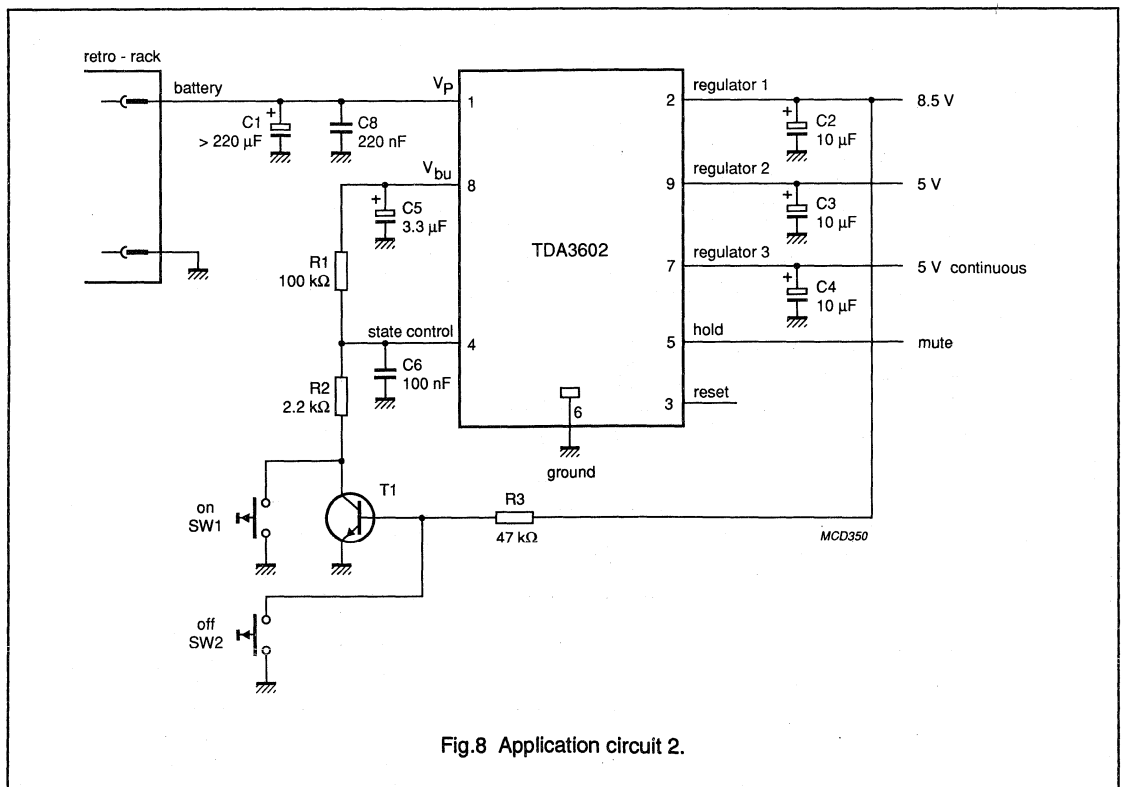 retro - rack
battery
V_P
1
+
C1
> 220 µF
C8
220 nF
V_bu
8
+
C5
3.3 µF
R1
100 kΩ
state control
4
C6
100 nF
R2
2.2 kΩ
TDA3602
6
ground
2
regulator 1
+
C2
10 µF
8.5 V
9
regulator 2
+
C3
10 µF
5 V
7
regulator 3
+
C4
10 µF
5 V continuous
5
hold
mute
3
reset
on
SW1
T1
R3
47 kΩ
MCD350
off
SW2
Fig.8 Application circuit 2.